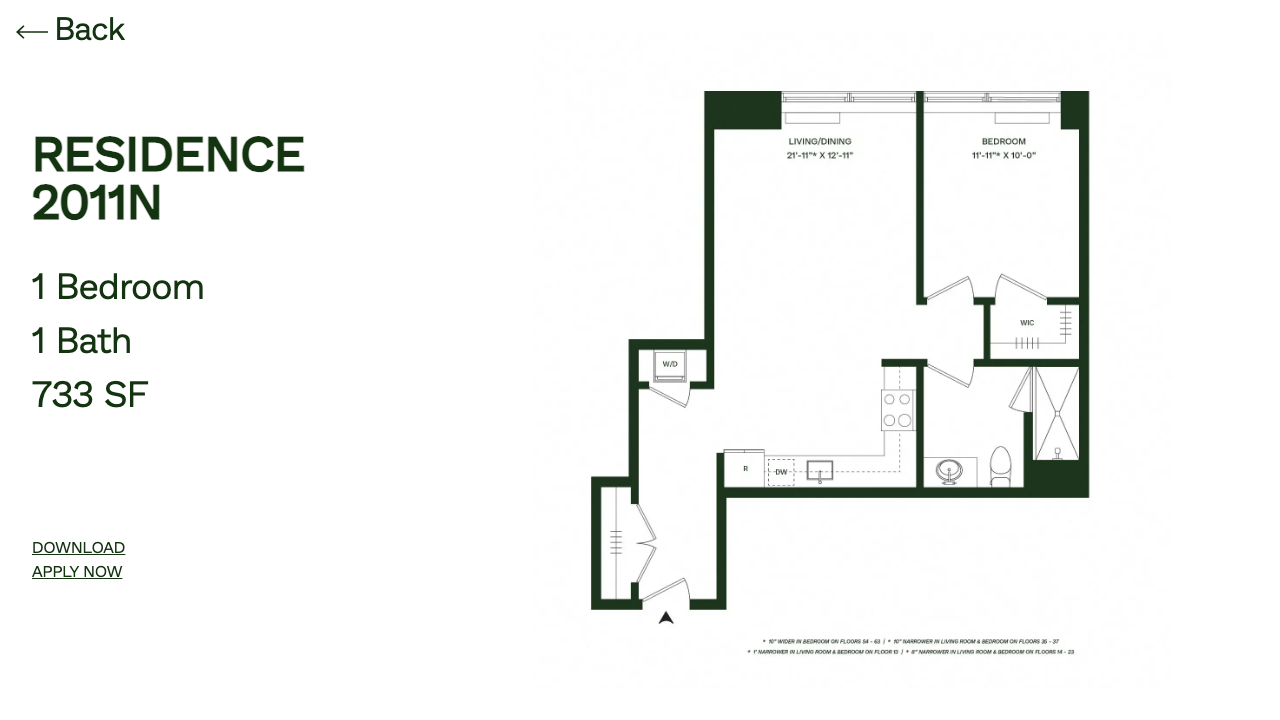 Back
RESIDENCE
2011N
1 Bedroom
1 Bath
733 SF
DOWNLOAD
APPLY NOW
LIVING/DINING
21'-11"* X 12'-11"
BEDROOM
11'-11"* X 10'-0"
WIC
W/D
R
DW
* 10" WIDER IN BEDROOM ON FLOORS 54 - 63 | * 10" NARROWER IN LIVING ROOM & BEDROOM ON FLOORS 35 - 37
* 1' NARROWER IN LIVING ROOM & BEDROOM ON FLOOR | * 8" NARROWER IN LIVING ROOM & BEDROOM ON FLOORS 14 - 23